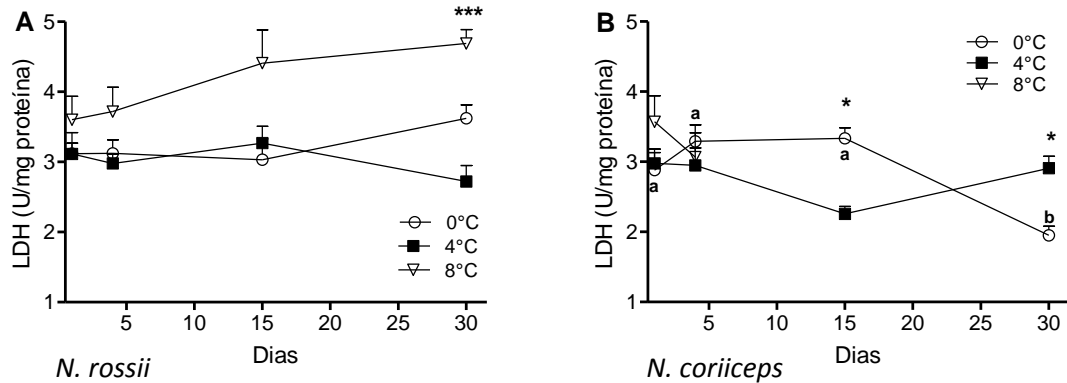 A
***
5
4
3
2
1
LDH (U/mg proteína)
0°C
4°C
8°C
5
10
15
20
25
30
Dias
N. rossii
B
0°C
4°C
8°C
5
4
3
2
1
LDH (U/mg proteína)
a
a
*
a
*
b
5
10
15
20
25
30
Dias
N. coriiceps